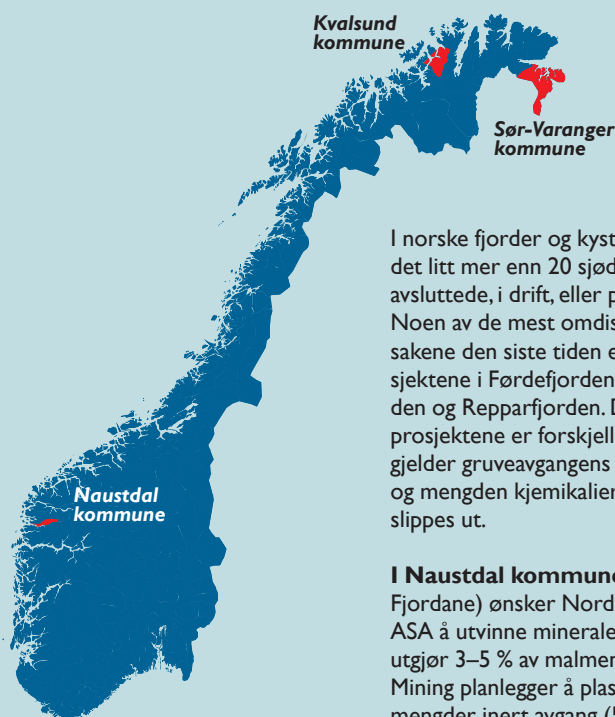 Kvalsund
kommune
Sør-Varanger
kommune
Naustdal
kommune
I norske fjorder og kyst
det litt mer enn 20 sjød
avsluttede, i drift, eller p
Noen av de mest omdis
sakene den siste tiden e
sjektene i Førdefjorden
den og Repparfjorden. D
prosjektene er forskjell
gjelder gruveavgangens
og mengden kjemikalier
slippes ut.
I Naustdal kommune
Fjordane) ønsker Nord
ASA å utvinne minerale
utgjør 3–5 % av malmen
Mining planlegger å plas